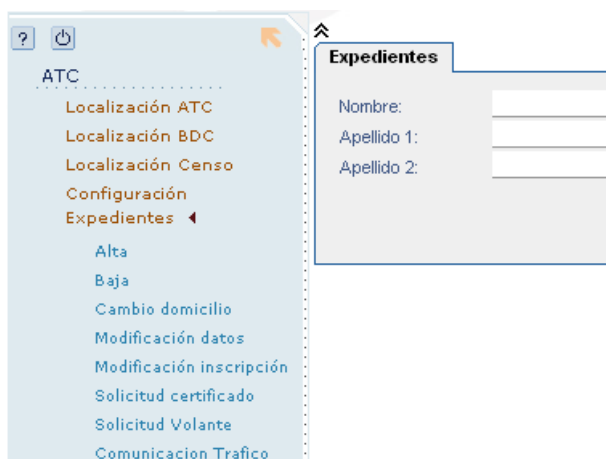 ?
ATC
Localización ATC
Localización BDC
Localización Censo
Configuración
Expedientes
Alta
Baja
Cambio domicilio
Modificación datos
Modificación inscripción
Solicitud certificado
Solicitud Volante
Comunicacion Trafico
Expedientes
Nombre:
Apellido 1:
Apellido 2: